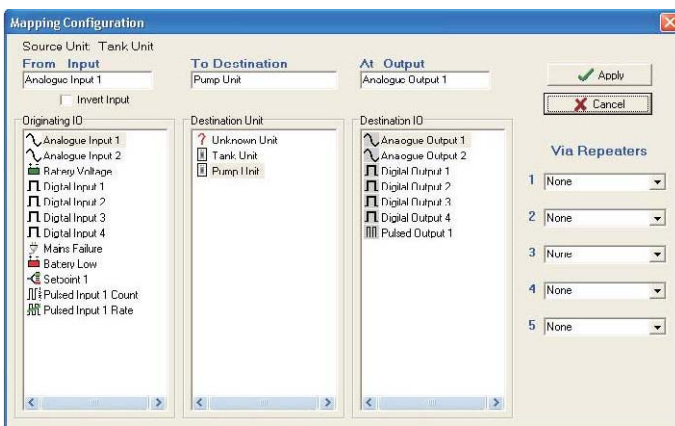 Mapping Configuration
Source Unit: Tank Unit
From Input
To Destination
At Output
Analogue Input 1
Pump Unit
Analogue Output 1
Invert Input
Apply
Cancel
Originating IO
Analogue Input 1
Analogue Input 2
Battery Voltage
Digital Input 1
Digital Input 2
Digital Input 3
Digital Input 4
Mains Failure
Battery Low
Setpoint 1
Pulsed Input 1 Count
Pulsed Input 1 Rate
Destination Unit
Unknown Unit
Tank Unit
Pump Unit
Destination IO
Analogue Output 1
Analogue Output 2
Digital Output 1
Digital Output 2
Digital Output 3
Digital Output 4
Pulsed Output 1
Via Repeaters
1 None
2 None
3 None
4 None
5 None